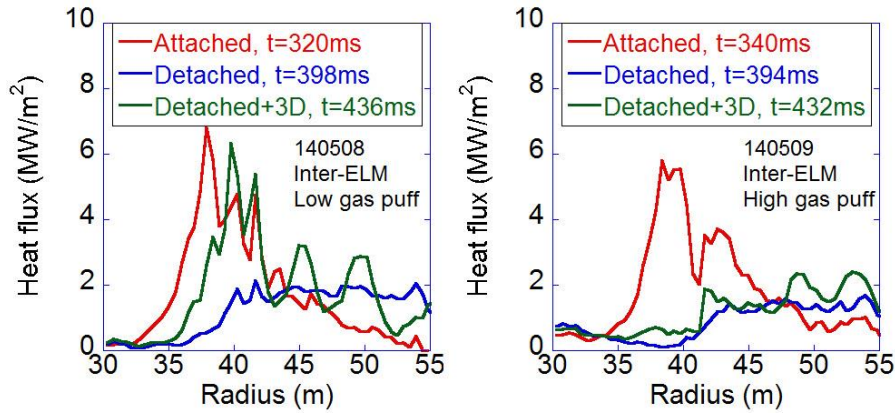 10
8
6
4
2
0
Heat flux (MW/m²)
Attached, t=320ms
Detached, t=398ms
Detached+3D, t=436ms
140508
Inter-ELM
Low gas puff
30 35 40 45 50 55
Radius (m)
10
8
6
4
2
0
Heat flux (MW/m²)
Attached, t=340ms
Detached, t=394ms
Detached+3D, t=432ms
140509
Inter-ELM
High gas puff
30 35 40 45 50 55
Radius (m)